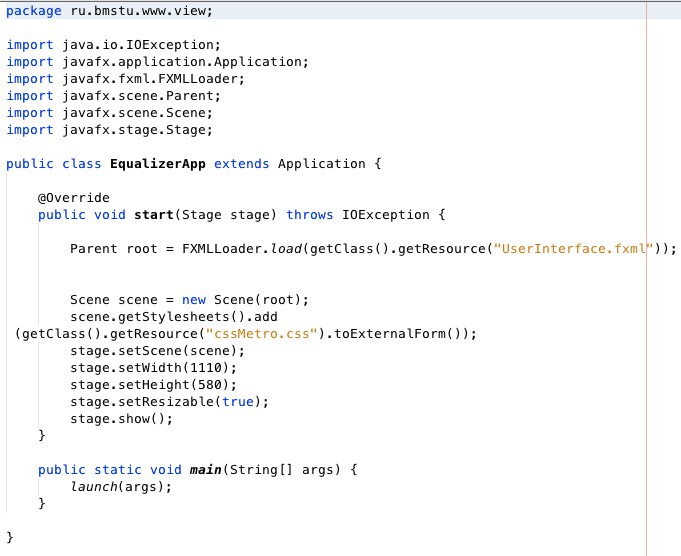 package ru.bmstu.www.view;
import java.io.IOException;
import javafx.application.Application;
import javafx.fxml.FXMLLoader;
import javafx.scene.Parent;
import javafx.scene.Scene;
import javafx.stage.Stage;
public class EqualizerApp extends Application {
@Override
public void start(Stage stage) throws IOException {
Parent root = FXMLLoader.load(getClass().getResource("UserInterface.fxml"));
Scene scene = new Scene(root);
scene.getStylesheets().add
(getClass().getResource("cssMetro.css").toExternalForm());
stage.setScene(scene);
stage.setWidth(1110);
stage.setHeight(580);
stage.setResizable(true);
stage.show();
}
public static void main(String[] args) {
launch(args);
}
}